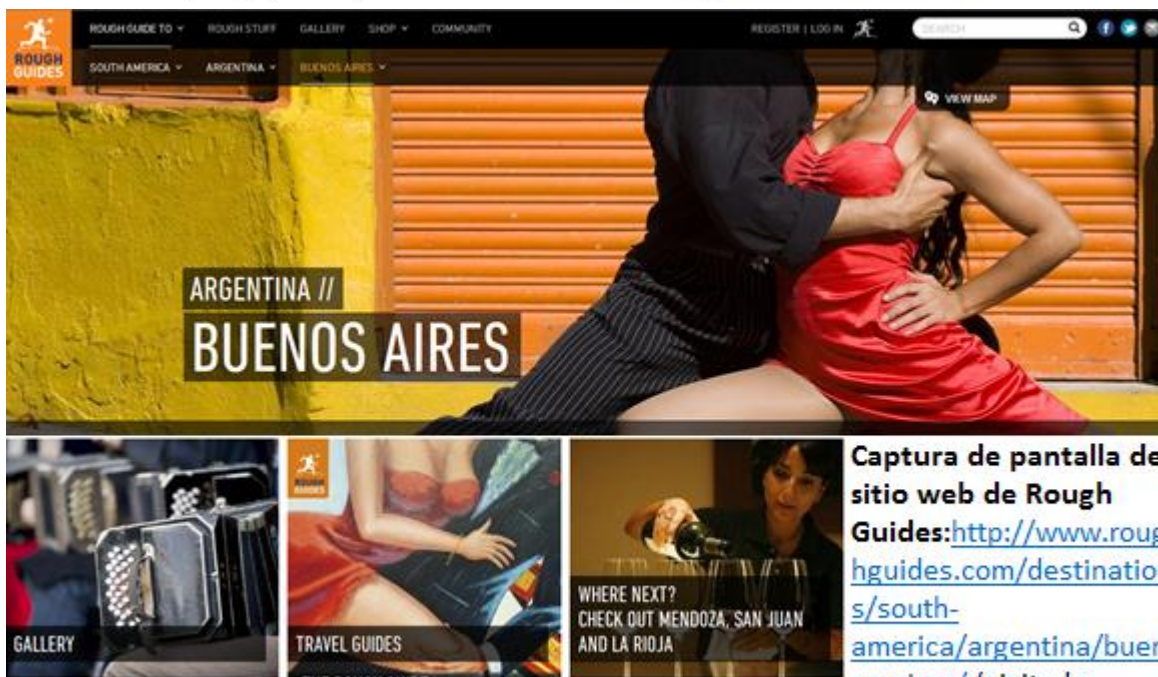 ROUGH GUIDE TO
ROUGH STUFF
GALLERY
SHOP
COMMUNITY
REGISTER | LOG IN
SEARCH
ROUGH
GUIDES
SOUTH AMERICA
ARGENTINA
BUENOS AIRES
VIEW MAP
ARGENTINA //
BUENOS AIRES
GALLERY
ROUGH
GUIDES
TRAVEL GUIDES
WHERE NEXT?
CHECK OUT MENDOZA, SAN JUAN
AND LA RIOJA
Captura de pantalla de
sitio web de Rough
Guides:http://www.roug
hguides.com/destinatio
s/south-
america/argentina/buen